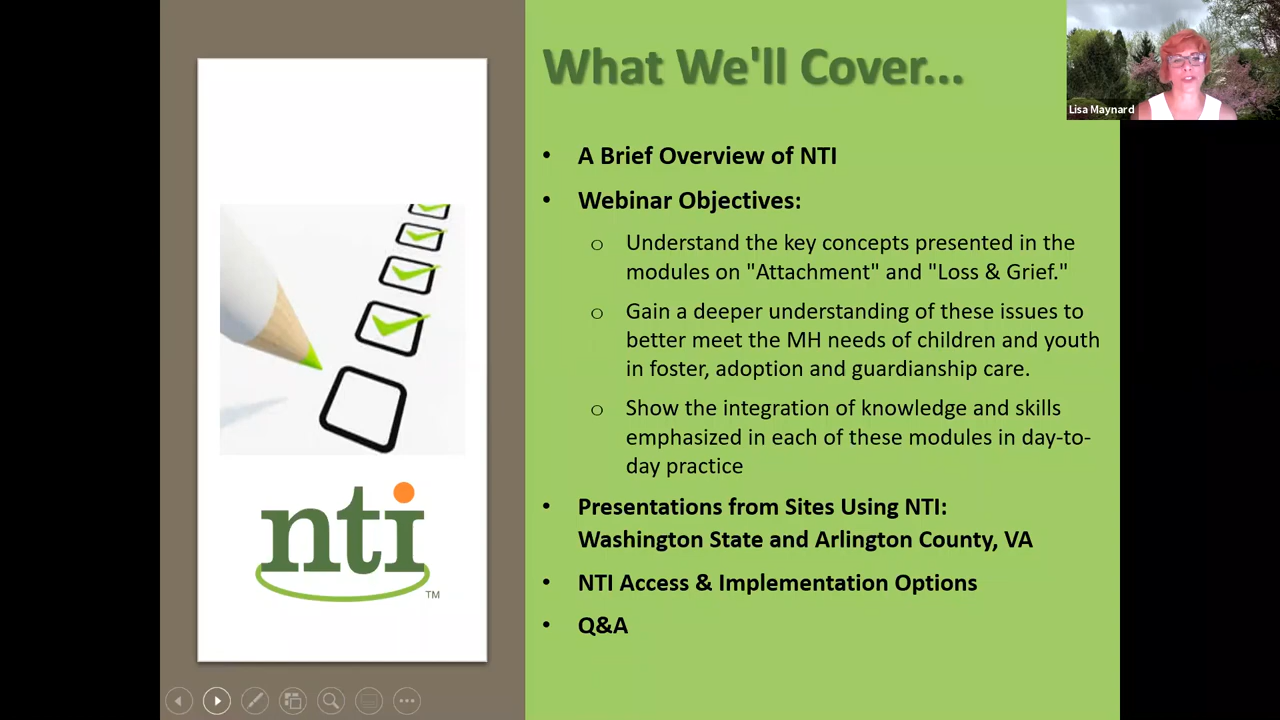 What We'll Cover...
Lisa Maynard
• A Brief Overview of NTI
• Webinar Objectives:
o Understand the key concepts presented in the
modules on "Attachment" and "Loss & Grief."
o Gain a deeper understanding of these issues to
better meet the MH needs of children and youth
in foster, adoption and guardianship care.
o Show the integration of knowledge and skills
emphasized in each of these modules in day-to-
day practice
• Presentations from Sites Using NTI:
Washington State and Arlington County, VA
• NTI Access & Implementation Options
• Q&A
nti
TM